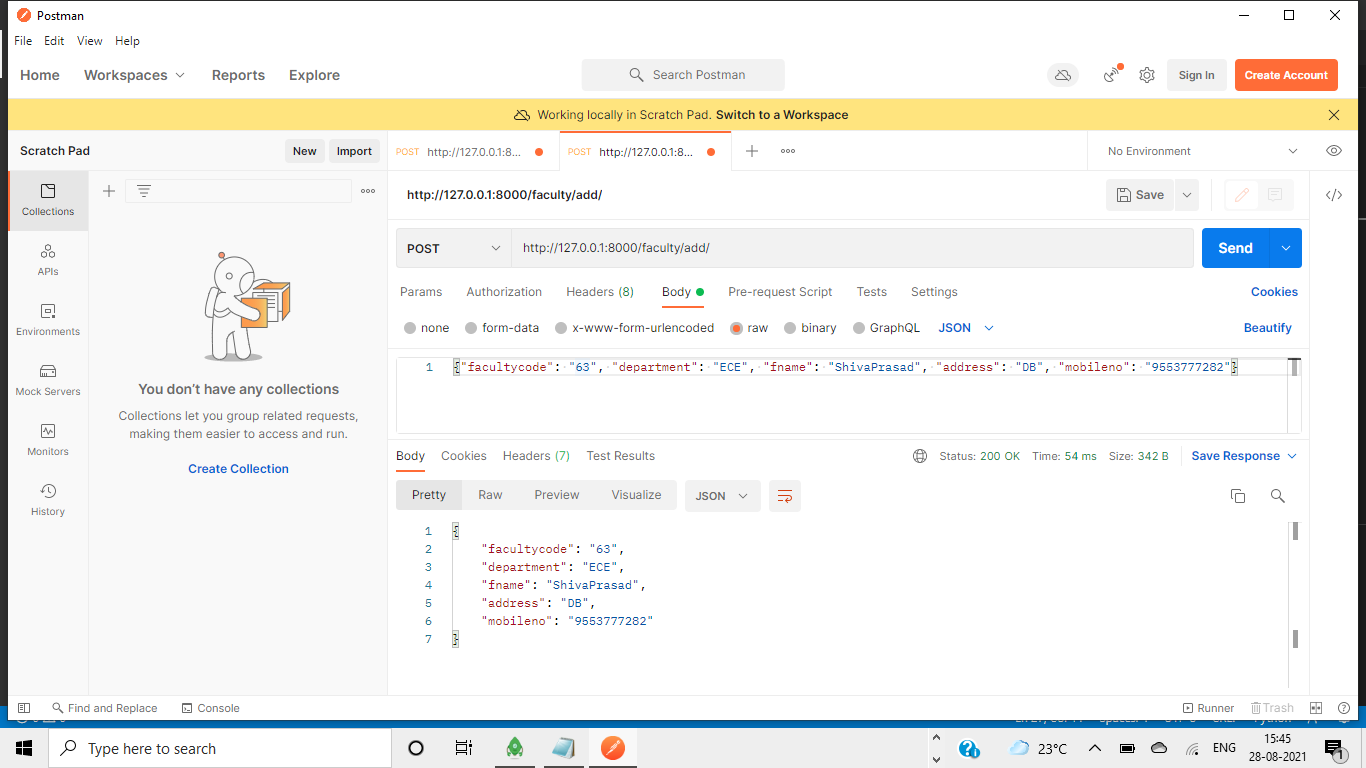 Postman
File Edit View Help
Home Workspaces Reports Explore Search Postman Sign In Create Account
Working locally in Scratch Pad. Switch to a Workspace
Scratch Pad New Import
POST http://127.0.0.1:8... POST http://127.0.0.1:8... No Environment
Collections
APIs
Environments
Mock Servers
Monitors
History
You don't have any collections
Collections let you group related requests,
making them easier to access and run.
Create Collection
http://127.0.0.1:8000/faculty/add/ Save
POST http://127.0.0.1:8000/faculty/add/ Send
Params Authorization Headers (8) Body Pre-request Script Tests Settings Cookies
none form-data x-www-form-urlencoded raw binary GraphQL JSON Beautify
1 {"facultycode": "63", "department": "ECE", "fname": "ShivaPrasad", "address": "DB", "mobileno": "9553777282"}
Body Cookies Headers (7) Test Results Status: 200 OK Time: 54 ms Size: 342 B Save Response
Pretty Raw Preview Visualize JSON
1 {
2 "facultycode": "63",
3 "department": "ECE",
4 "fname": "ShivaPrasad",
5 "address": "DB",
6 "mobileno": "9553777282"
7 }
Find and Replace Console Runner Trash
Type here to search 23°C ENG 15:45
28-08-2021 1